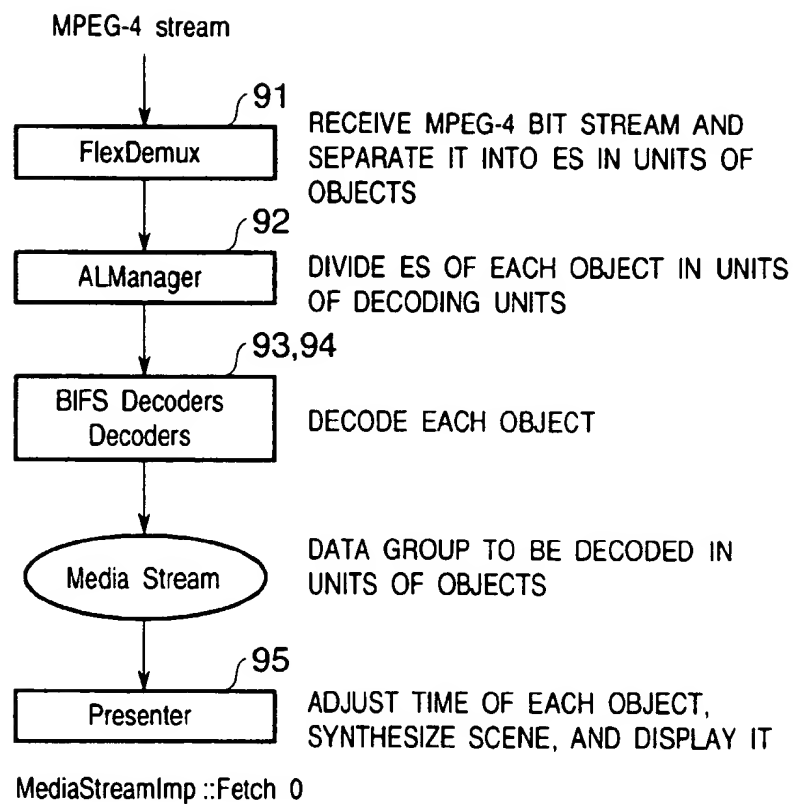 MPEG-4 stream
91
FlexDemux
RECEIVE MPEG-4 BIT STREAM AND
SEPARATE IT INTO ES IN UNITS OF
OBJECTS
92
ALManager
DIVIDE ES OF EACH OBJECT IN UNITS
OF DECODING UNITS
93,94
BIFS Decoders
Decoders
DECODE EACH OBJECT
Media Stream
DATA GROUP TO BE DECODED IN
UNITS OF OBJECTS
95
Presenter
ADJUST TIME OF EACH OBJECT,
SYNTHESIZE SCENE, AND DISPLAY IT
MediaStreamImp ::Fetch 0